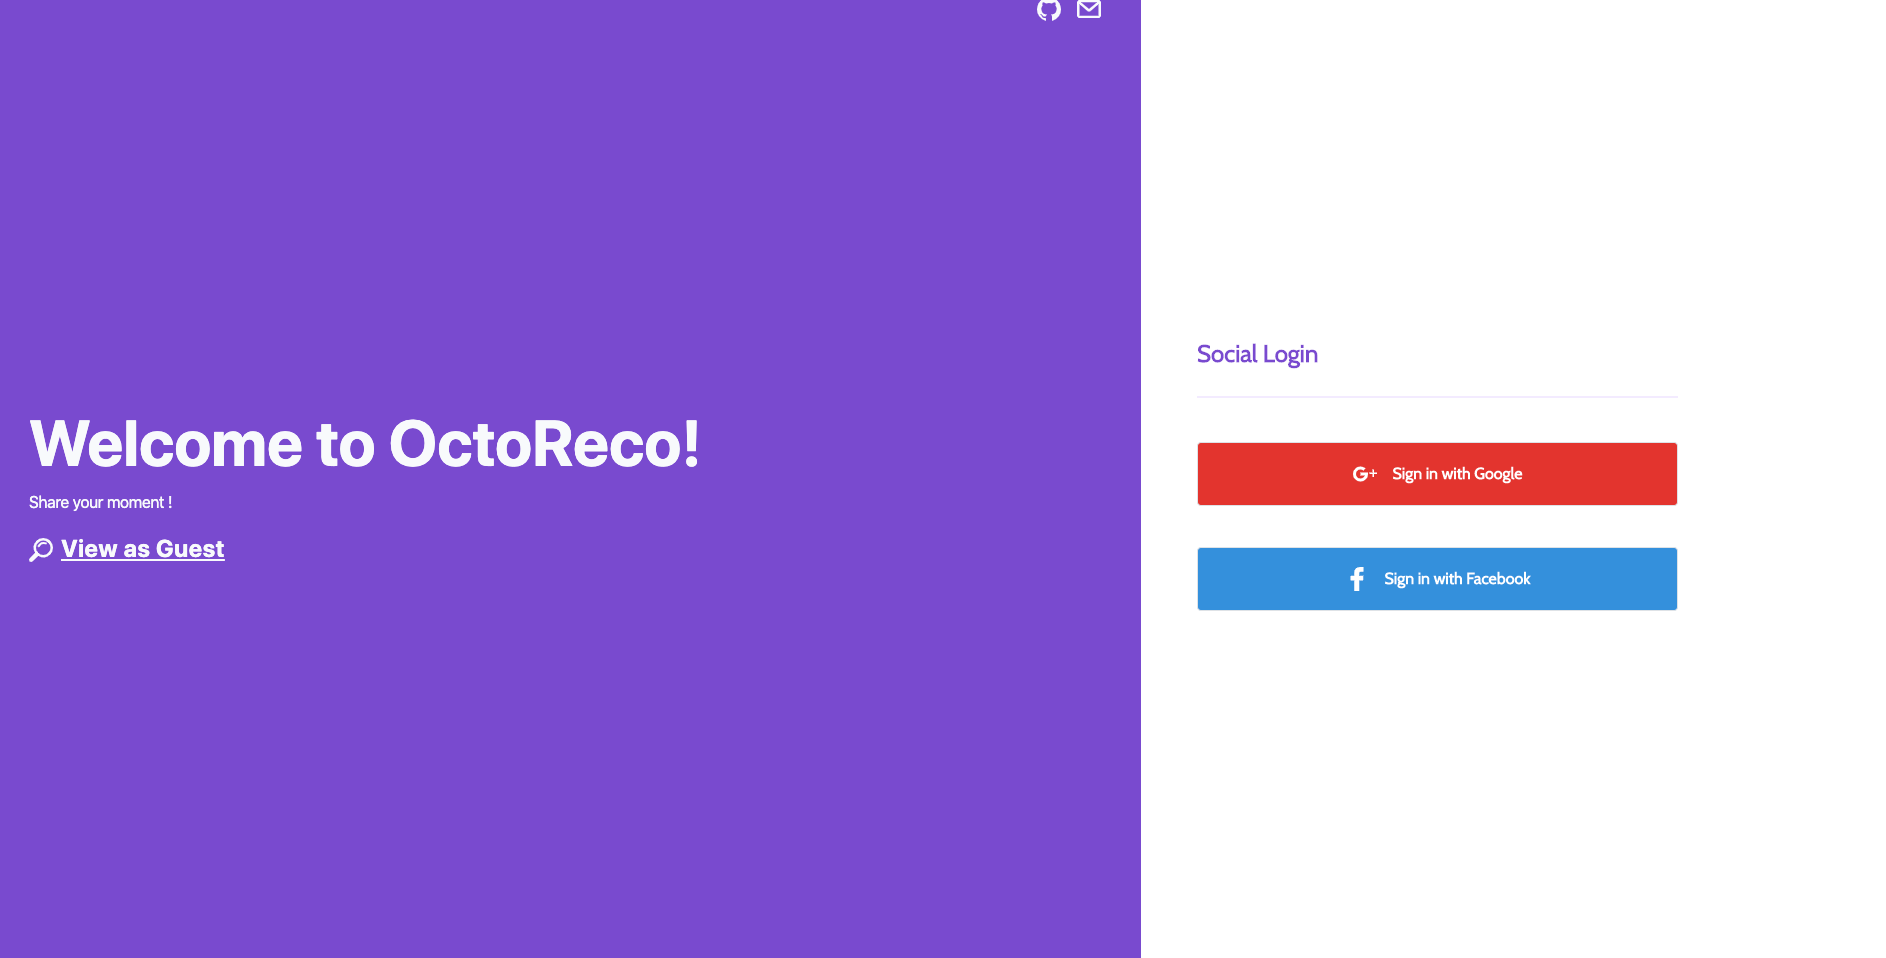 Welcome to OctoReco!
Share your moment !
View as Guest
Social Login
Sign in with Google
Sign in with Facebook